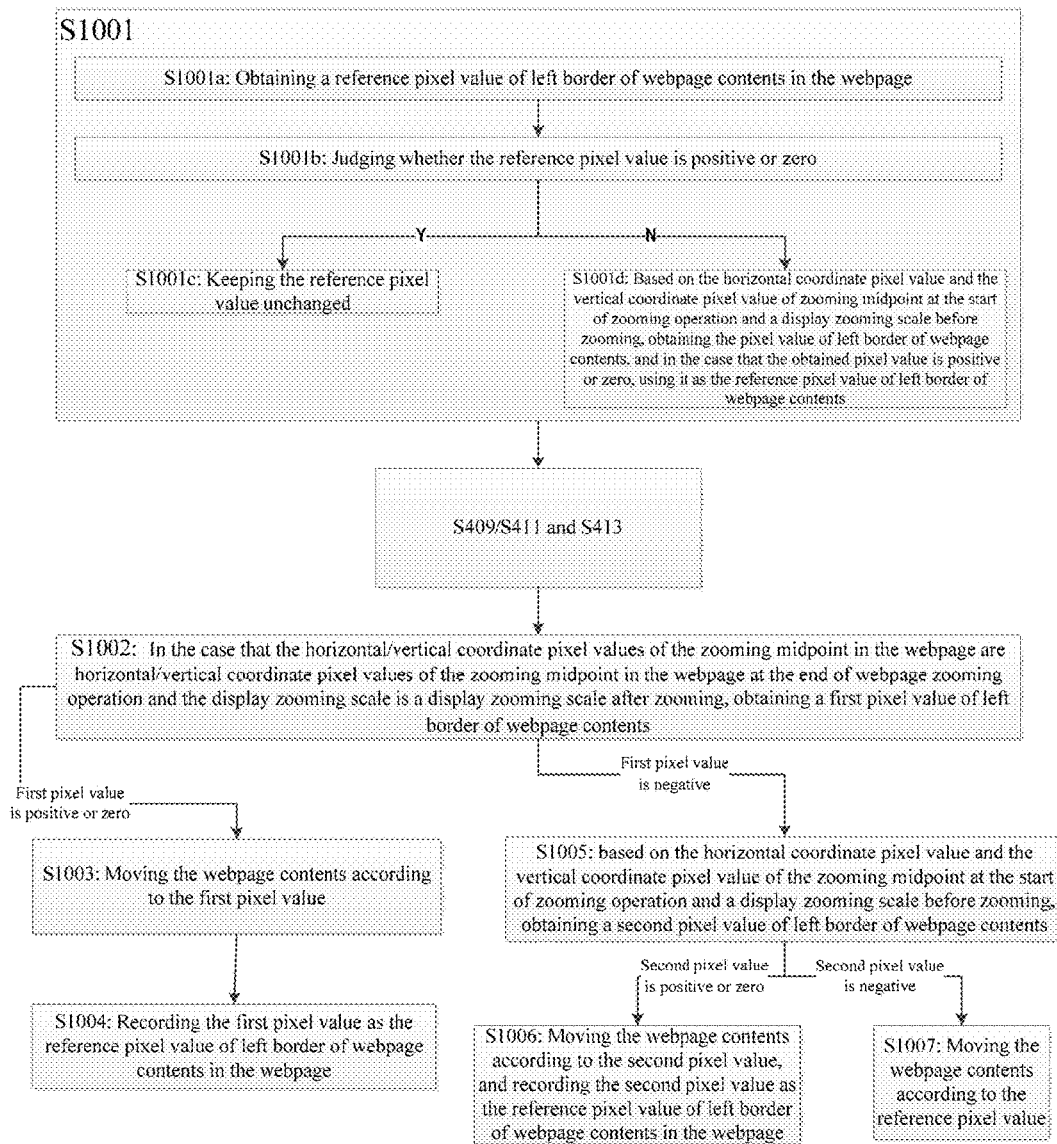 S1001
S1001a: Obtaining a reference pixel value of left border of webpage contents in the webpage
S1001b: Judging whether the reference pixel value is positive or zero
Y
N
S1001c: Keeping the reference pixel
value unchanged
S1001d: Based on the horizontal coordinate pixel value and the
vertical coordinate pixel value of zooming midpoint at the start
of zooming operation and a display zooming scale before
zooming, obtaining the pixel value of left border of webpage
contents, and in the case that the obtained pixel value is positive
or zero, using it as the reference pixel value of left border of
webpage contents
S409/S411 and S413
S1002: In the case that the horizontal/vertical coordinate pixel values of the zooming midpoint in the webpage are
horizontal/vertical coordinate pixel values of the zooming midpoint in the webpage at the end of webpage zooming
operation and the display zooming scale is a display zooming scale after zooming, obtaining a first pixel value of left
border of webpage contents
First pixel value
is positive or zero
First pixel value
is negative
S1003: Moving the webpage contents according
to the first pixel value
S1004: Recording the first pixel value as the
reference pixel value of left border of webpage
contents in the webpage
S1005: based on the horizontal coordinate pixel value and the
vertical coordinate pixel value of the zooming midpoint at the start
of zooming operation and a display zooming scale before zooming,
obtaining a second pixel value of left border of webpage contents
Second pixel value
is positive or zero
Second pixel value
is negative
S1006: Moving the webpage contents
according to the second pixel value,
and recording the second pixel value as
the reference pixel value of left border
of webpage contents in the webpage
S1007: Moving the
webpage contents
according to the
reference pixel value